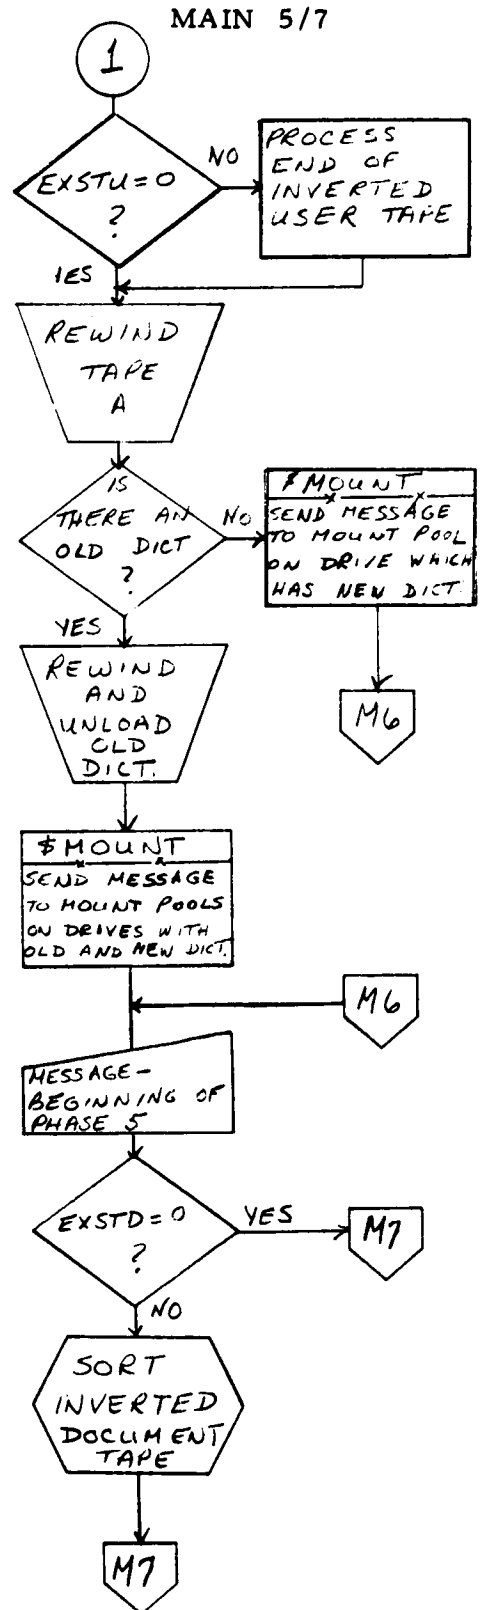 MAIN 5/7
1
EXSTU=0
?
NO
PROCESS
END OF
INVERTED
USER TAPE
YES
REWIND
TAPE
A
IS
THERE AN
OLD DICT
?
NO
$MOUNT
SEND MESSAGE
TO MOUNT POOL
ON DRIVE WHICH
HAS NEW DICT.
M6
YES
REWIND
AND
UNLOAD
OLD
DICT.
$MOUNT
SEND MESSAGE
TO MOUNT POOLS
ON DRIVES WITH
OLD AND NEW DICT.
M6
MESSAGE-
BEGINNING OF
PHASE 5
EXSTD=0
?
YES
M7
NO
SORT
INVERTED
DOCUMENT
TAPE
M7